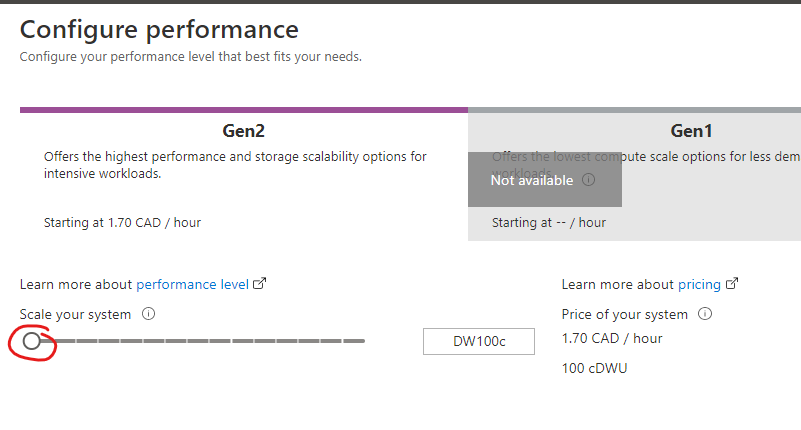 Configure performance
Configure your performance level that best fits your needs.
Gen2
Offers the highest performance and storage scalability options for
intensive workloads.
Starting at 1.70 CAD / hour
Gen1
Offers the lowest compute scale options for less dem
workloads.
Not available
Starting at -- / hour
Learn more about performance level
Scale your system
DW100c
Learn more about pricing
Price of your system
1.70 CAD / hour
100 cDWU